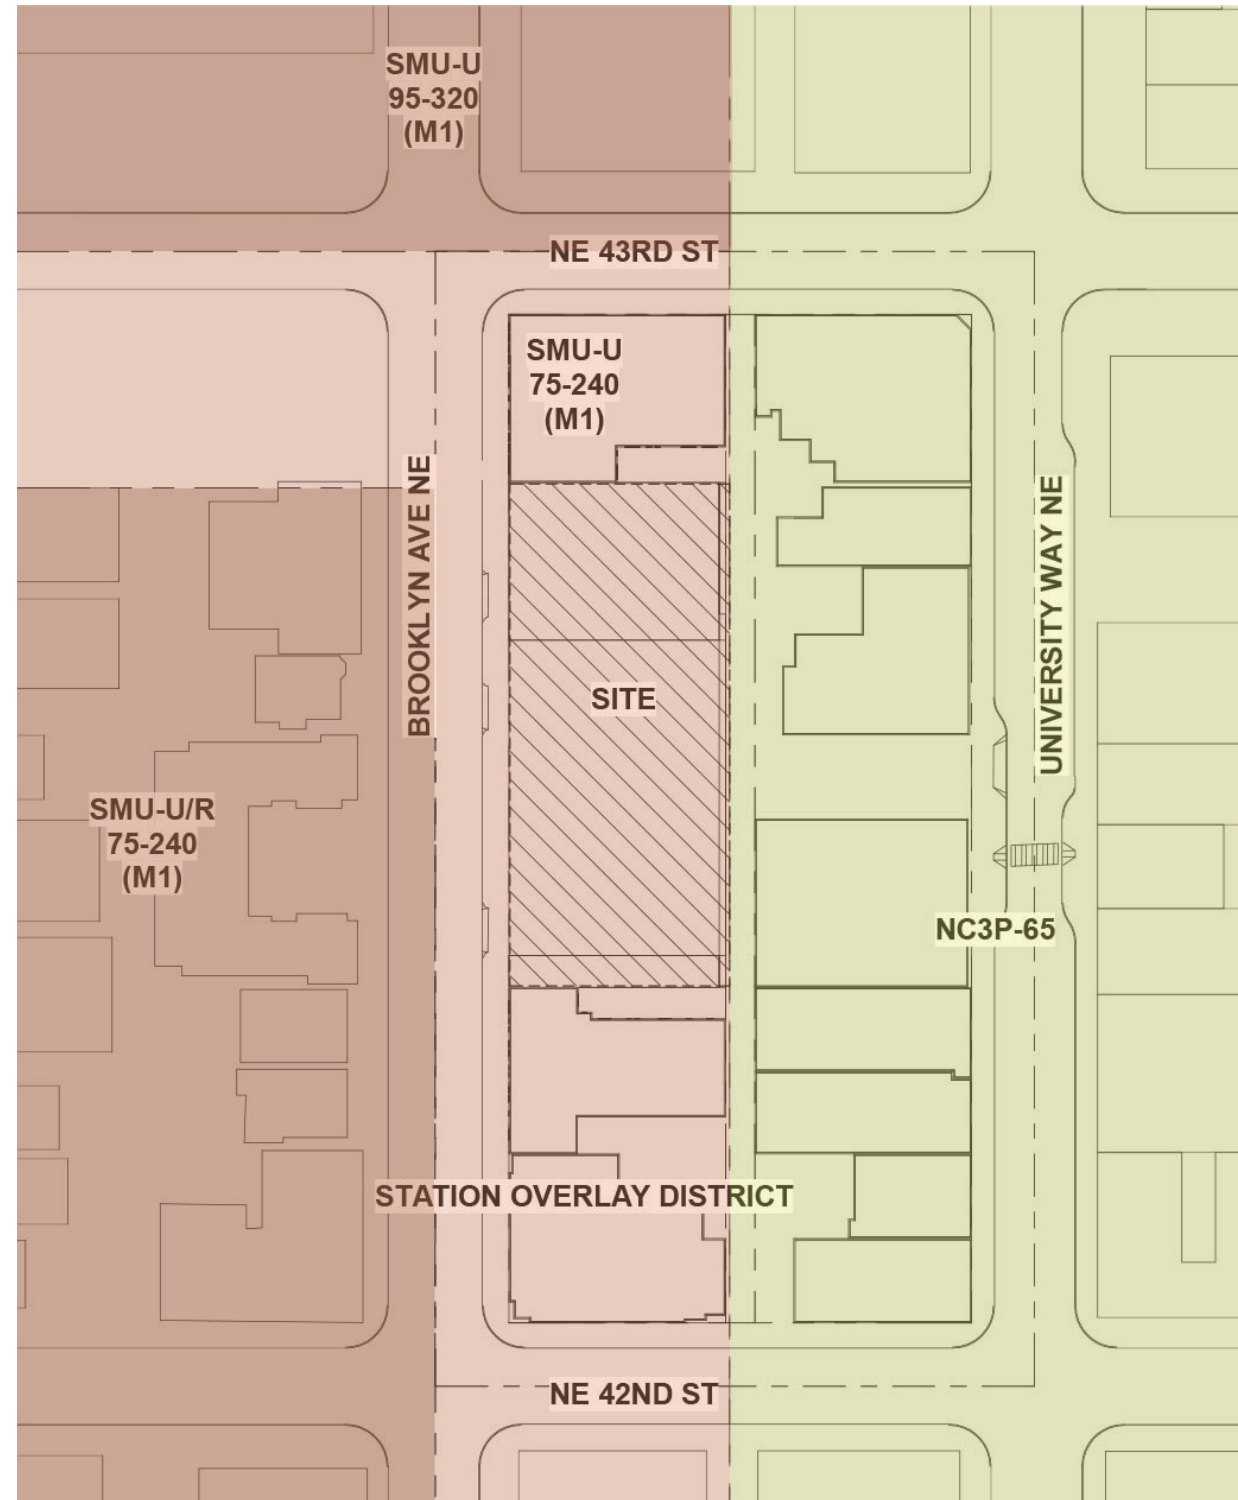 SMU-U
95-320
(M1)
NE 43RD ST
SMU-U
75-240
(M1)
BROOKLYN AVE NE
UNIVERSITY WAY NE
SITE
SMU-U/R
75-240
(M1)
NC3P-65
STATION OVERLAY DISTRICT
NE 42ND ST